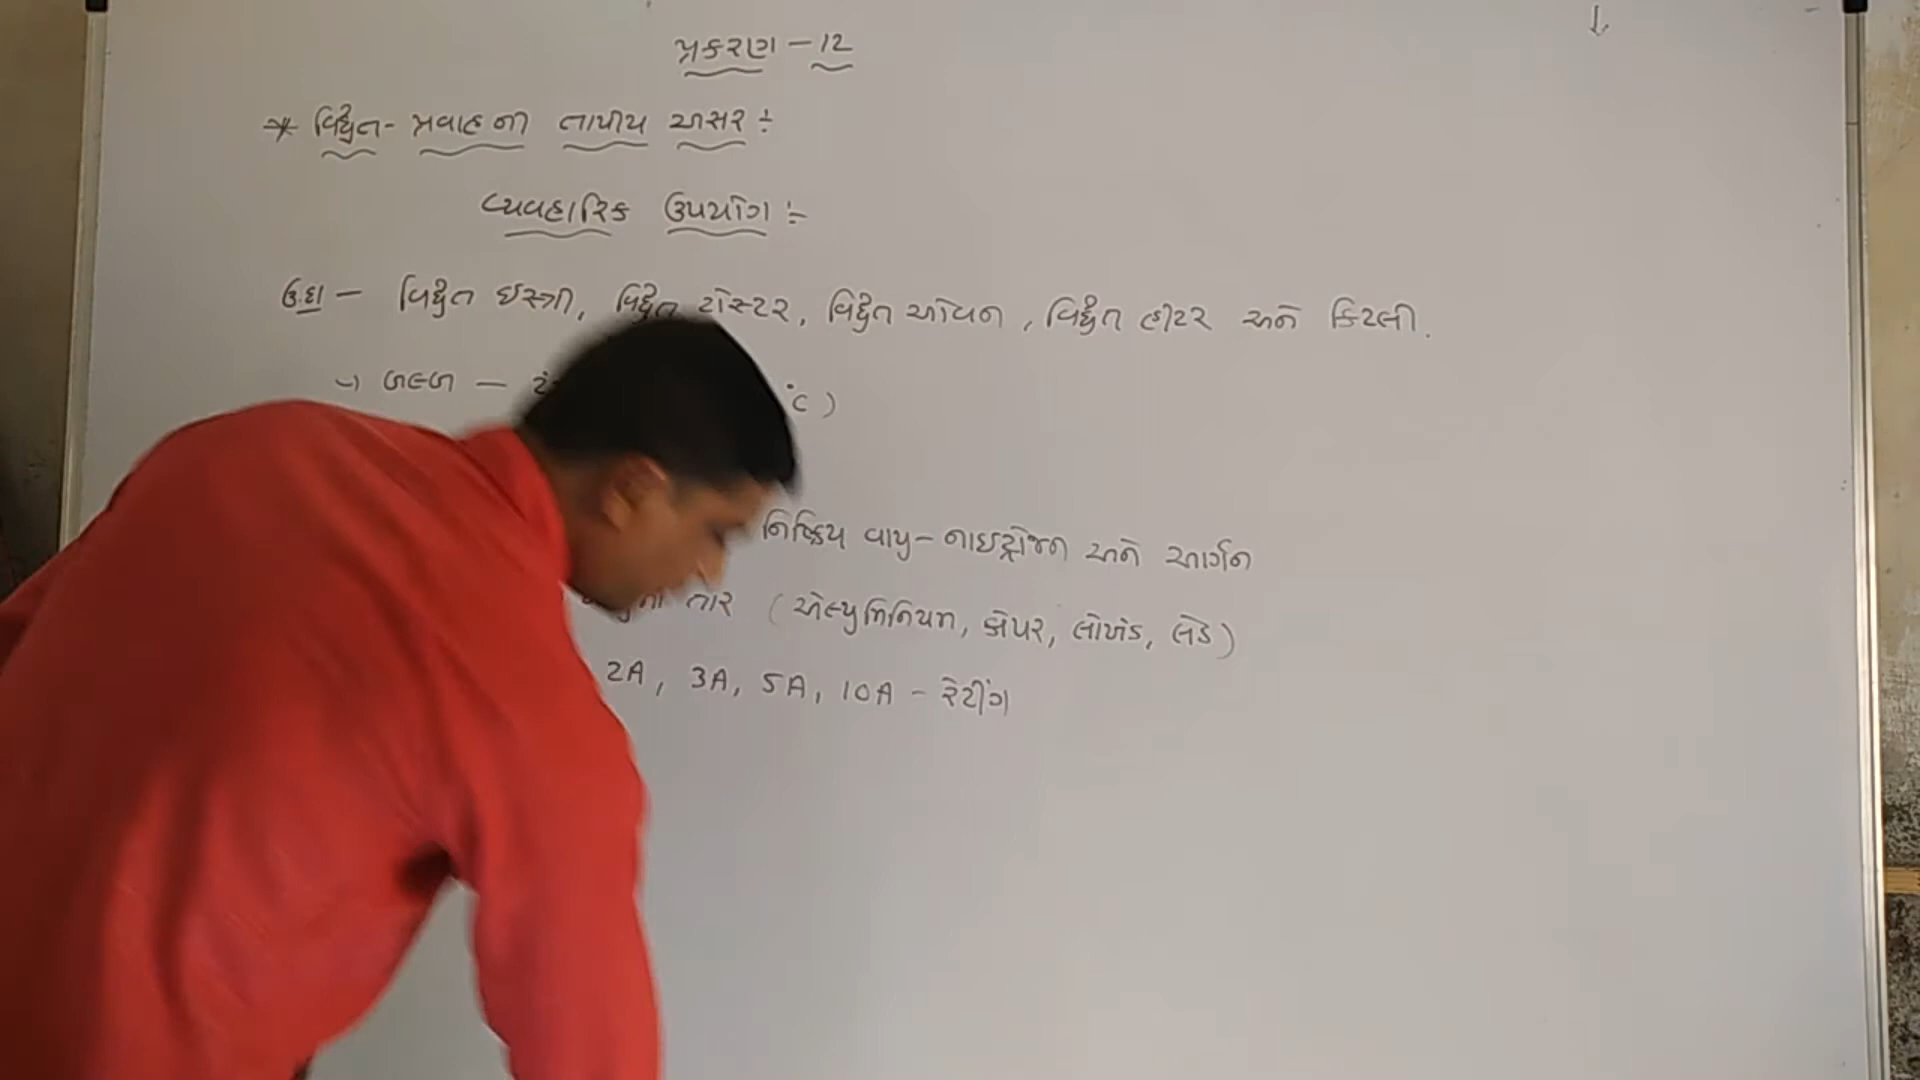 પ્રકરણ - 12
* વિદ્યુત - પ્રવાહની તાપીય અસર :-
વ્યવહારિક ઉપયોગ :-
ઉદા - વિદ્યુત ઇસ્ત્રી, વિદ્યુત ટોસ્ટર, વિદ્યુત ઓવન, વિદ્યુત હીટર અને કિટલી.
→ બલ્બ - °C)
નિષ્ક્રિય વાયુ - નાઇટ્રોજન અને આર્ગન
તાર (એલ્યુમિનિયમ, કોપર, લોખંડ, લેડ)
2A, 3A, 5A, 10A - રેટીંગ